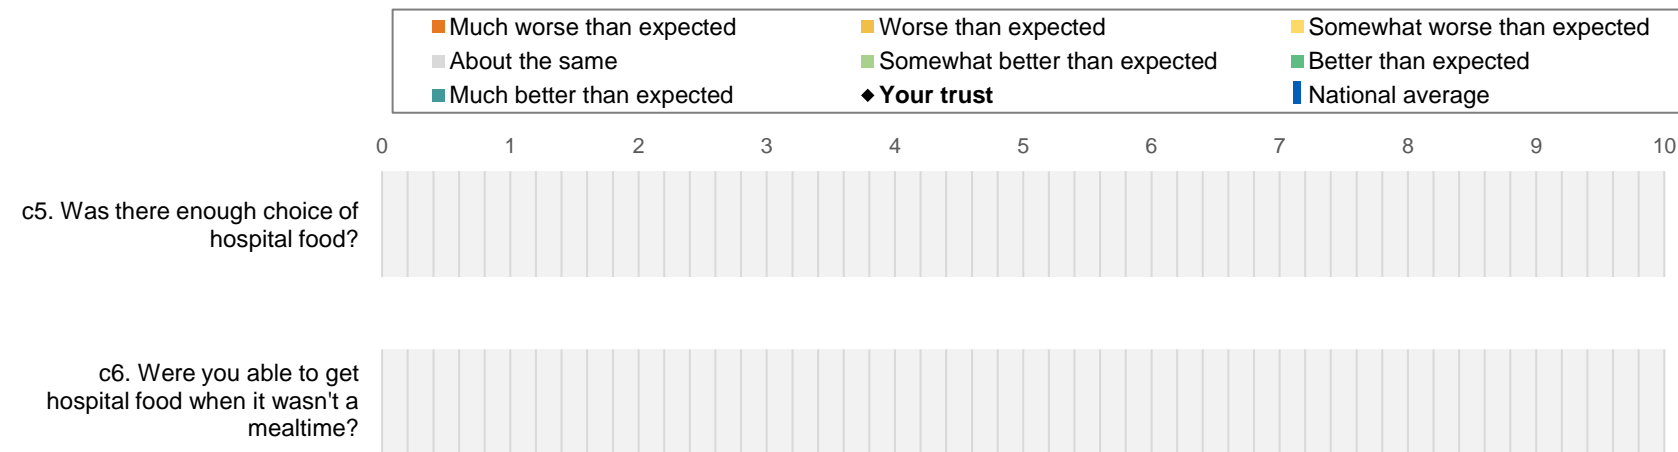 Much worse than expected Worse than expected Somewhat worse than expected
About the same Somewhat better than expected Better than expected
Much better than expected Your trust National average
0 1 2 3 4 5 6 7 8 9 10
c5. Was there enough choice of
hospital food?
c6. Were you able to get
hospital food when it wasn't a
mealtime?